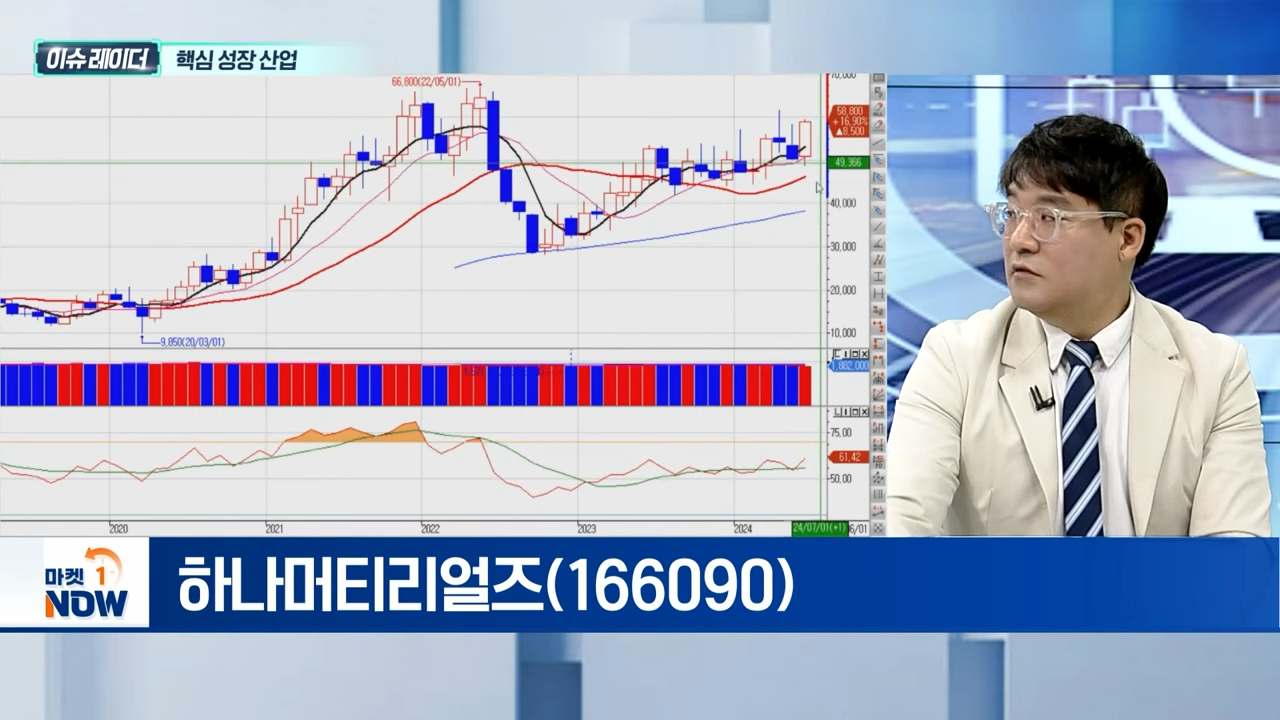 이슈 레이더 핵심 성장 산업
66,800(22/05/01)
70,000
58,800
+16.90%
▲8,500
49,366
40,000
30,000
20,000
10,000
9,850(20/03/01)
75,00
61,42
50,00
2020 2021 2022 2023 2024 24/07/01(+1)
마켓 1
NOW
하나머티리얼즈(166090)